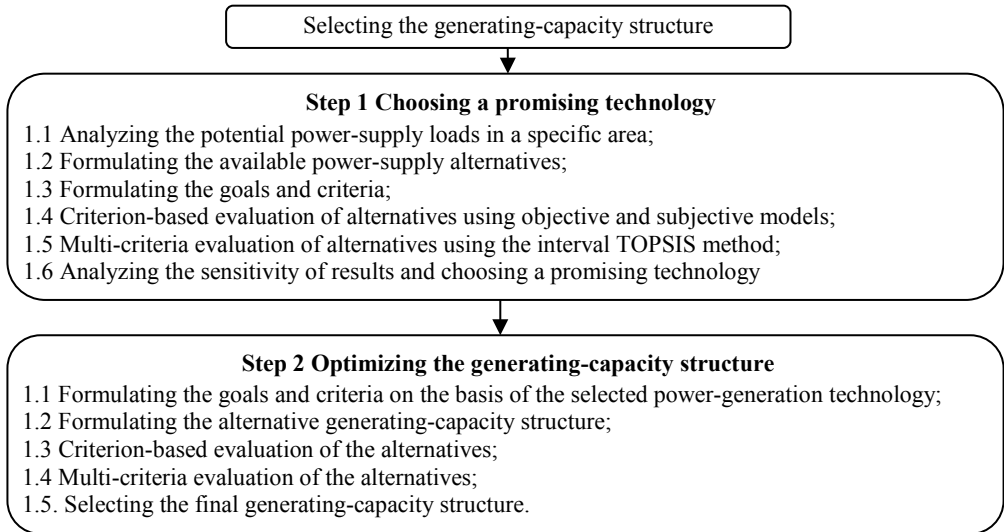 Selecting the generating-capacity structure
Step 1 Choosing a promising technology
1.1 Analyzing the potential power-supply loads in a specific area;
1.2 Formulating the available power-supply alternatives;
1.3 Formulating the goals and criteria;
1.4 Criterion-based evaluation of alternatives using objective and subjective models;
1.5 Multi-criteria evaluation of alternatives using the interval TOPSIS method;
1.6 Analyzing the sensitivity of results and choosing a promising technology
Step 2 Optimizing the generating-capacity structure
1.1 Formulating the goals and criteria on the basis of the selected power-generation technology;
1.2 Formulating the alternative generating-capacity structure;
1.3 Criterion-based evaluation of the alternatives;
1.4 Multi-criteria evaluation of the alternatives;
1.5. Selecting the final generating-capacity structure.